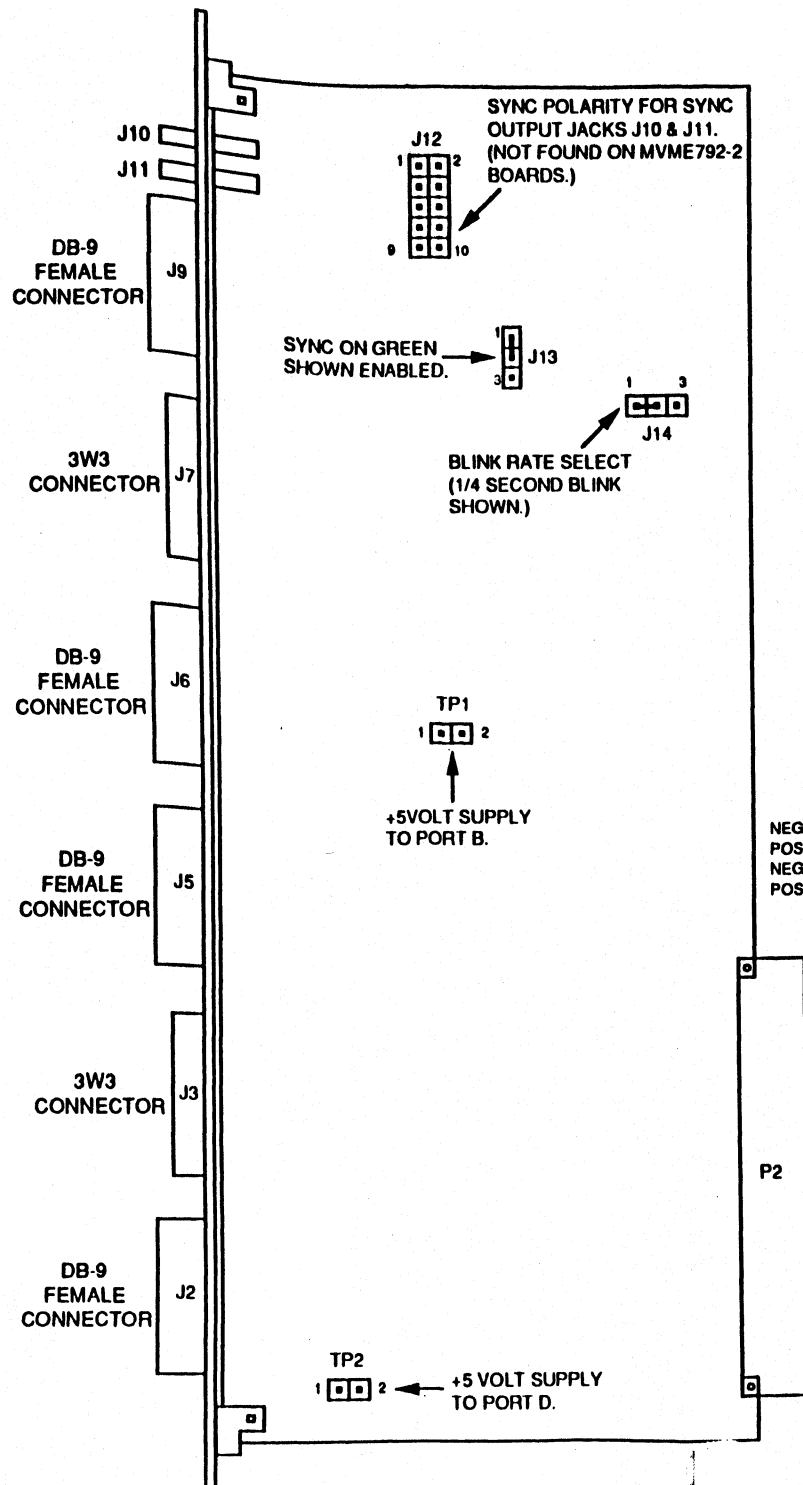 SYNC POLARITY FOR SYNC
OUTPUT JACKS J10 & J11.
(NOT FOUND ON MVME792-2
BOARDS.)
J10
J11
J12
1
2
9
10
DB-9
FEMALE
CONNECTOR
J9
SYNC ON GREEN
SHOWN ENABLED.
1
J13
3
1
3
J14
BLINK RATE SELECT
(1/4 SECOND BLINK
SHOWN.)
3W3
CONNECTOR
J7
DB-9
FEMALE
CONNECTOR
J6
TP1
1
2
+5VOLT SUPPLY
TO PORT B.
NEG
POS
NEG
POS
DB-9
FEMALE
CONNECTOR
J5
3W3
CONNECTOR
J3
P2
DB-9
FEMALE
CONNECTOR
J2
TP2
1
2
+5 VOLT SUPPLY
TO PORT D.